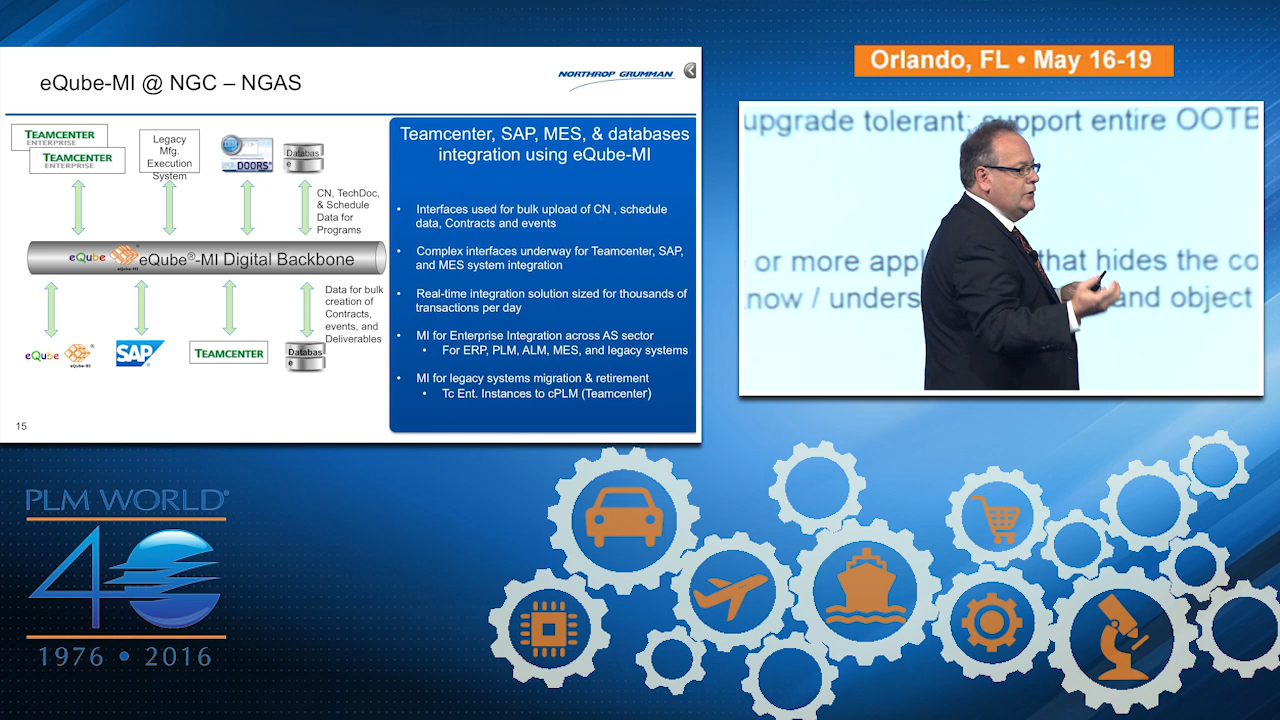 eQube-MI @ NGC – NGAS
NORTHROP GRUMMAN
TEAMCENTER
ENTERPRISE
TEAMCENTER
ENTERPRISE
Legacy
Mfg.
Execution
System
IBM
DOORS®
Databas
e
CN, TechDoc,
& Schedule
Data for
Programs
eQube
eQube-MI
eQube®-MI Digital Backbone
Data for bulk
creation of
Contracts,
events, and
Deliverables
eQube
eQube-MI
SAP
TEAMCENTER
Databas
e
15
Teamcenter, SAP, MES, & databases
integration using eQube-MI
• Interfaces used for bulk upload of CN , schedule
data, Contracts and events
• Complex interfaces underway for Teamcenter, SAP,
and MES system integration
• Real-time integration solution sized for thousands of
transactions per day
• MI for Enterprise Integration across AS sector
• For ERP, PLM, ALM, MES, and legacy systems
• MI for legacy systems migration & retirement
• Tc Ent. Instances to cPLM (Teamcenter)
Orlando, FL • May 16-19
upgrade tolerant; support entire OOTB
or more appl that hides the co
now / unders and object
PLM WORLD®
40
1976 • 2016